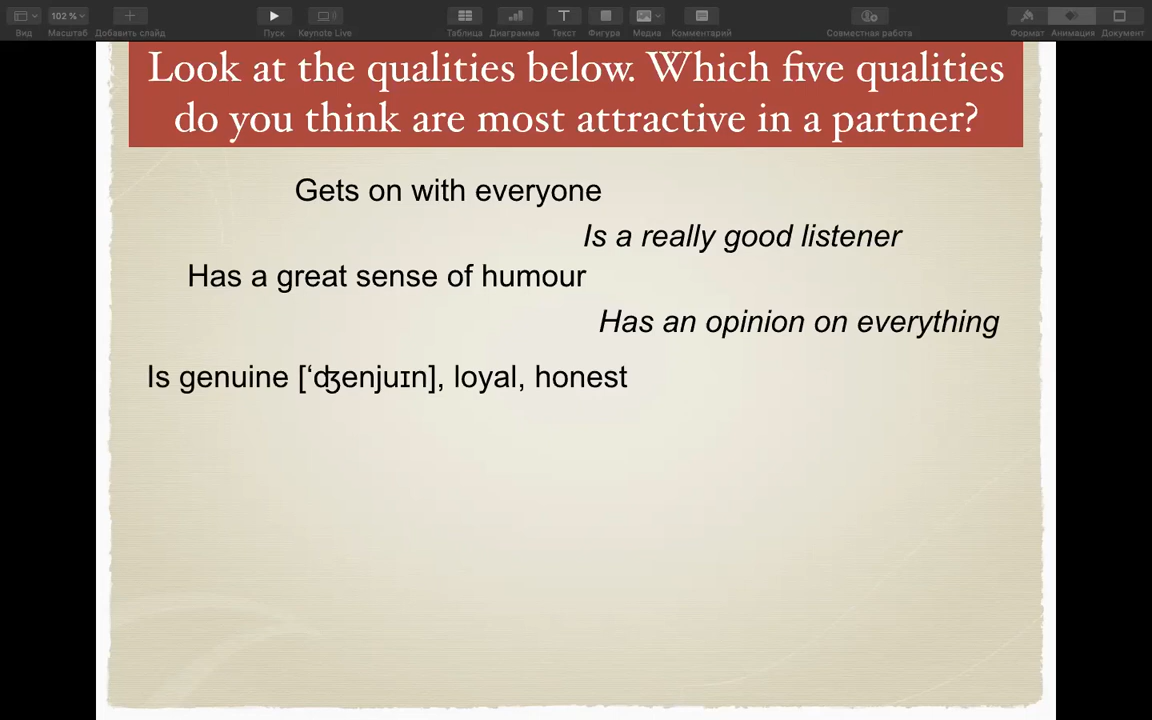 102 %
Вид
Масштаб
Добавить слайд
Пуск
Keynote Live
Таблица
Диаграмма
Текст
Фигура
Медиа
Комментарий
Совместная работа
Формат
Анимация
Документ
Look at the qualities below. Which five qualities
do you think are most attractive in a partner?
Gets on with everyone
Is a really good listener
Has a great sense of humour
Has an opinion on everything
Is genuine [‘ʤenjuɪn], loyal, honest